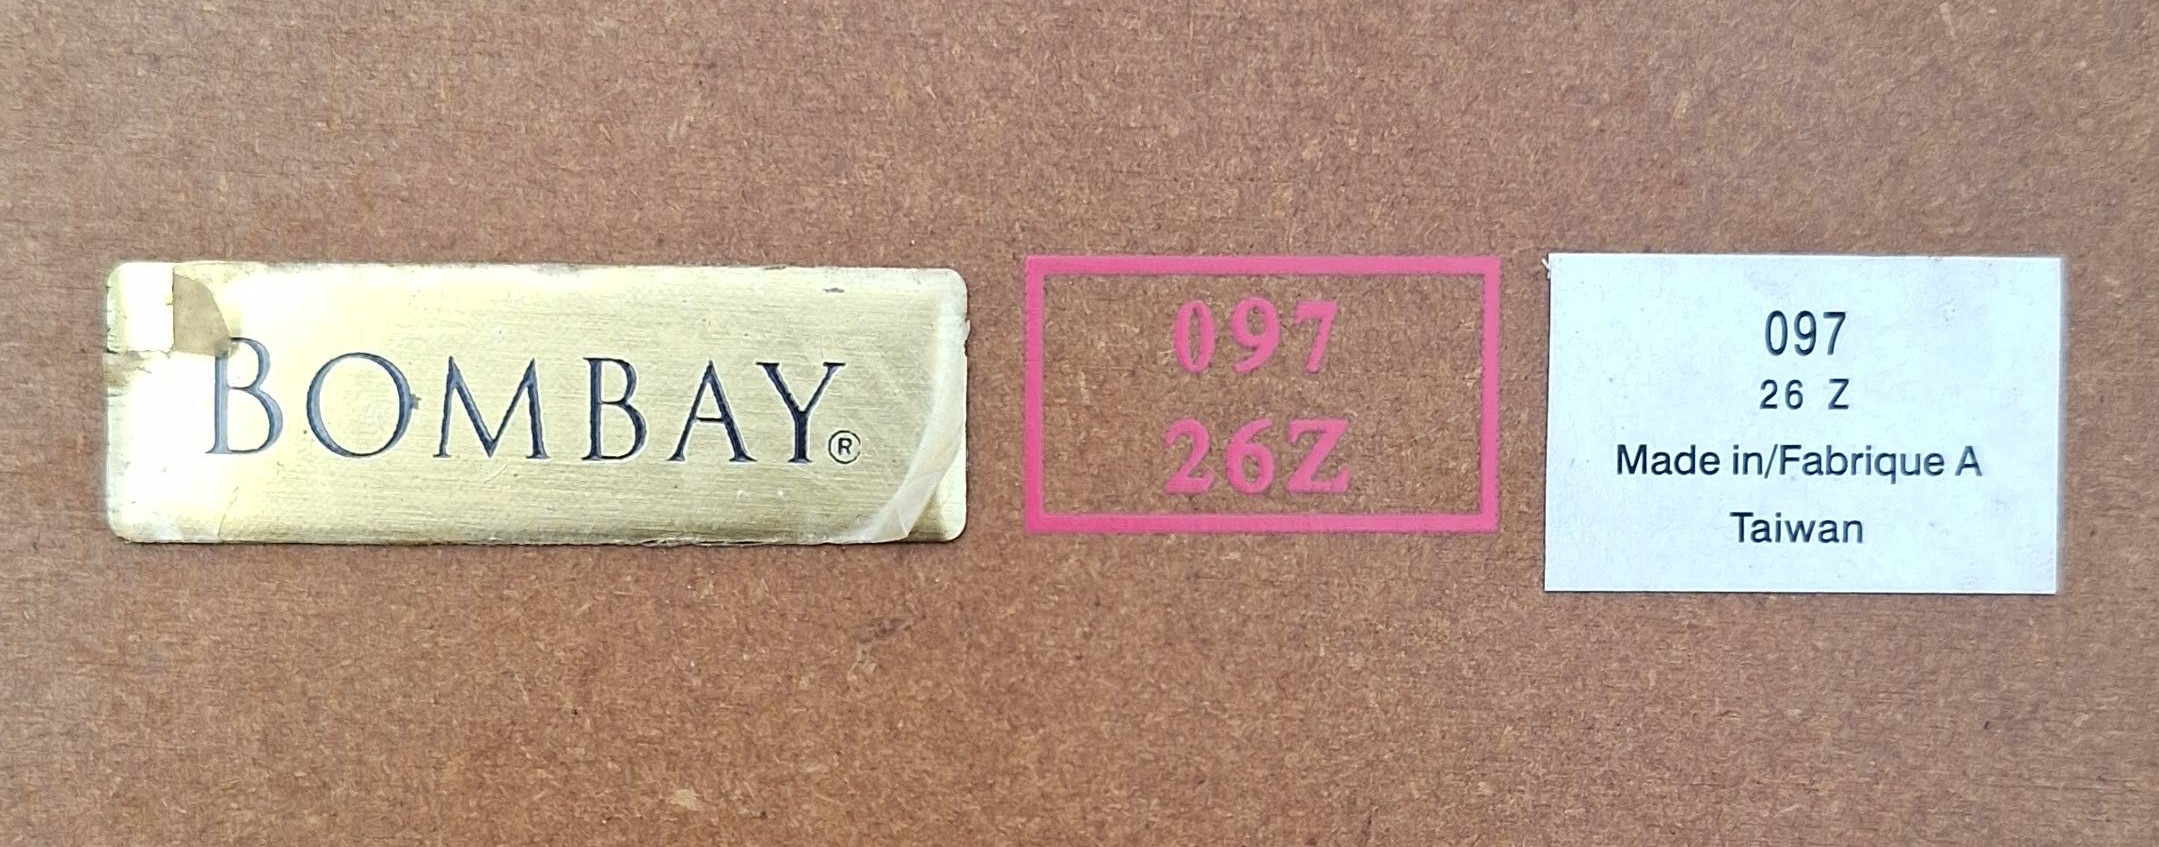 BOMBAY®
097
26Z
097
26 Z
Made in/Fabrique A
Taiwan